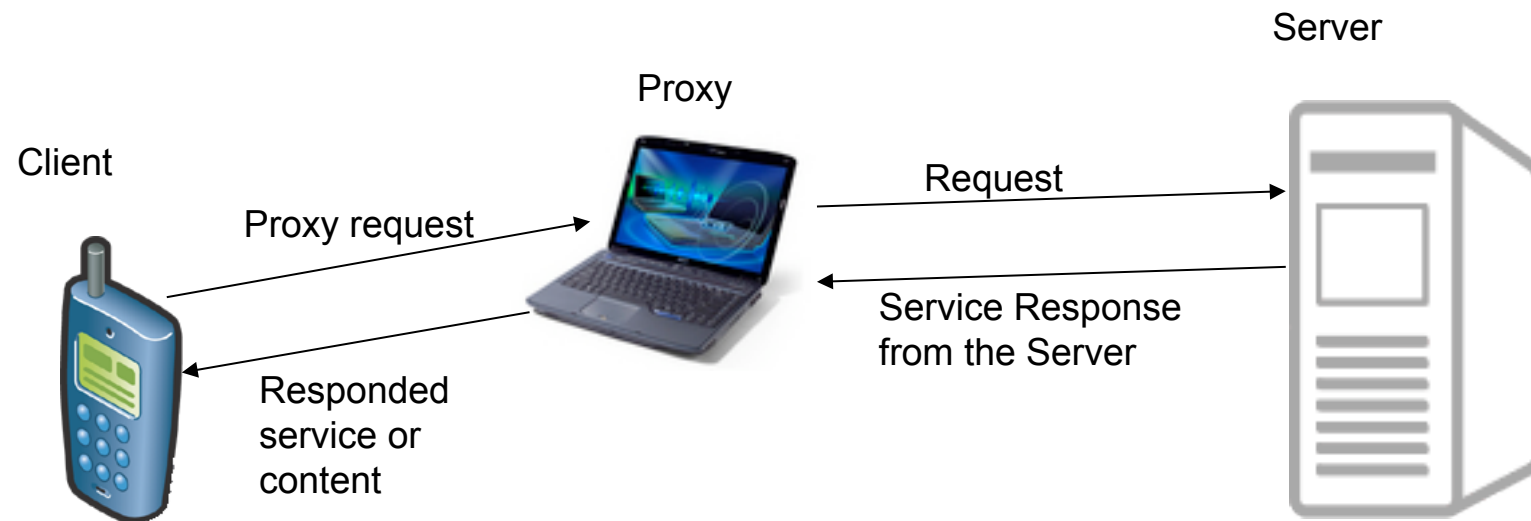 Server
Proxy
Client
Request
Proxy request
Service Response
from the Server
Responded
service or
content